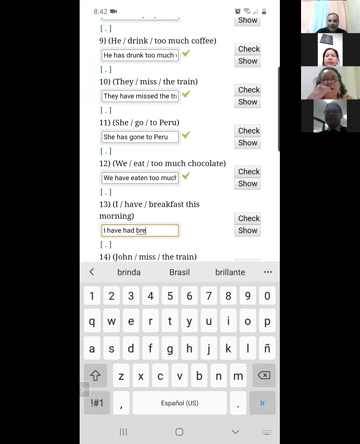 8:42
Show
[ . ]
9) (He / drink / too much coffee)
Check
He has drunk too much
Show
[ . ]
10) (They / miss / the train)
Check
They have missed the tra
Show
[ . ]
11) (She / go / to Peru)
Check
She has gone to Peru
Show
[ . ]
12) (We / eat / too much chocolate)
Check
We have eaten too much
Show
[ . ]
13) (I / have / breakfast this
morning)
Check
I have had bre
Show
[ . ]
14) (John / miss / the train)
brinda Brasil brillante
1 2 3 4 5 6 7 8 9 0
q w e r t y u i o p
a s d f g h j k l ñ
z x c v b n m
!#1 , Español (US) . Ir